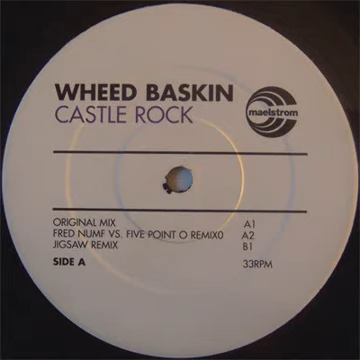 WHEED BASKIN
CASTLE ROCK
maelstrom
ORIGINAL MIX A1
FRED NUMF VS. FIVE POINT O REMIX0 A2
JIGSAW REMIX B1
SIDE A 33RPM